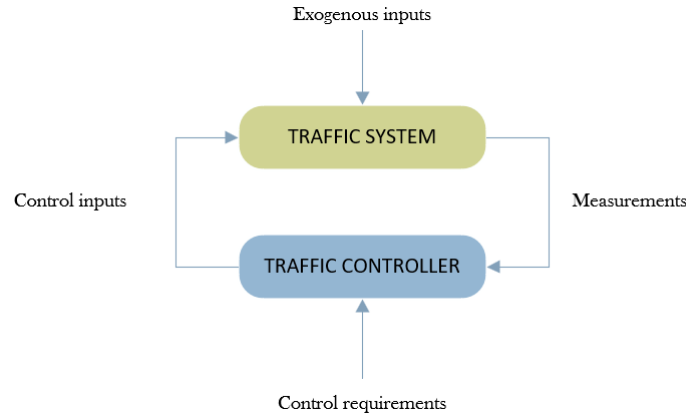 Exogenous inputs
TRAFFIC SYSTEM
Control inputs
Measurements
TRAFFIC CONTROLLER
Control requirements